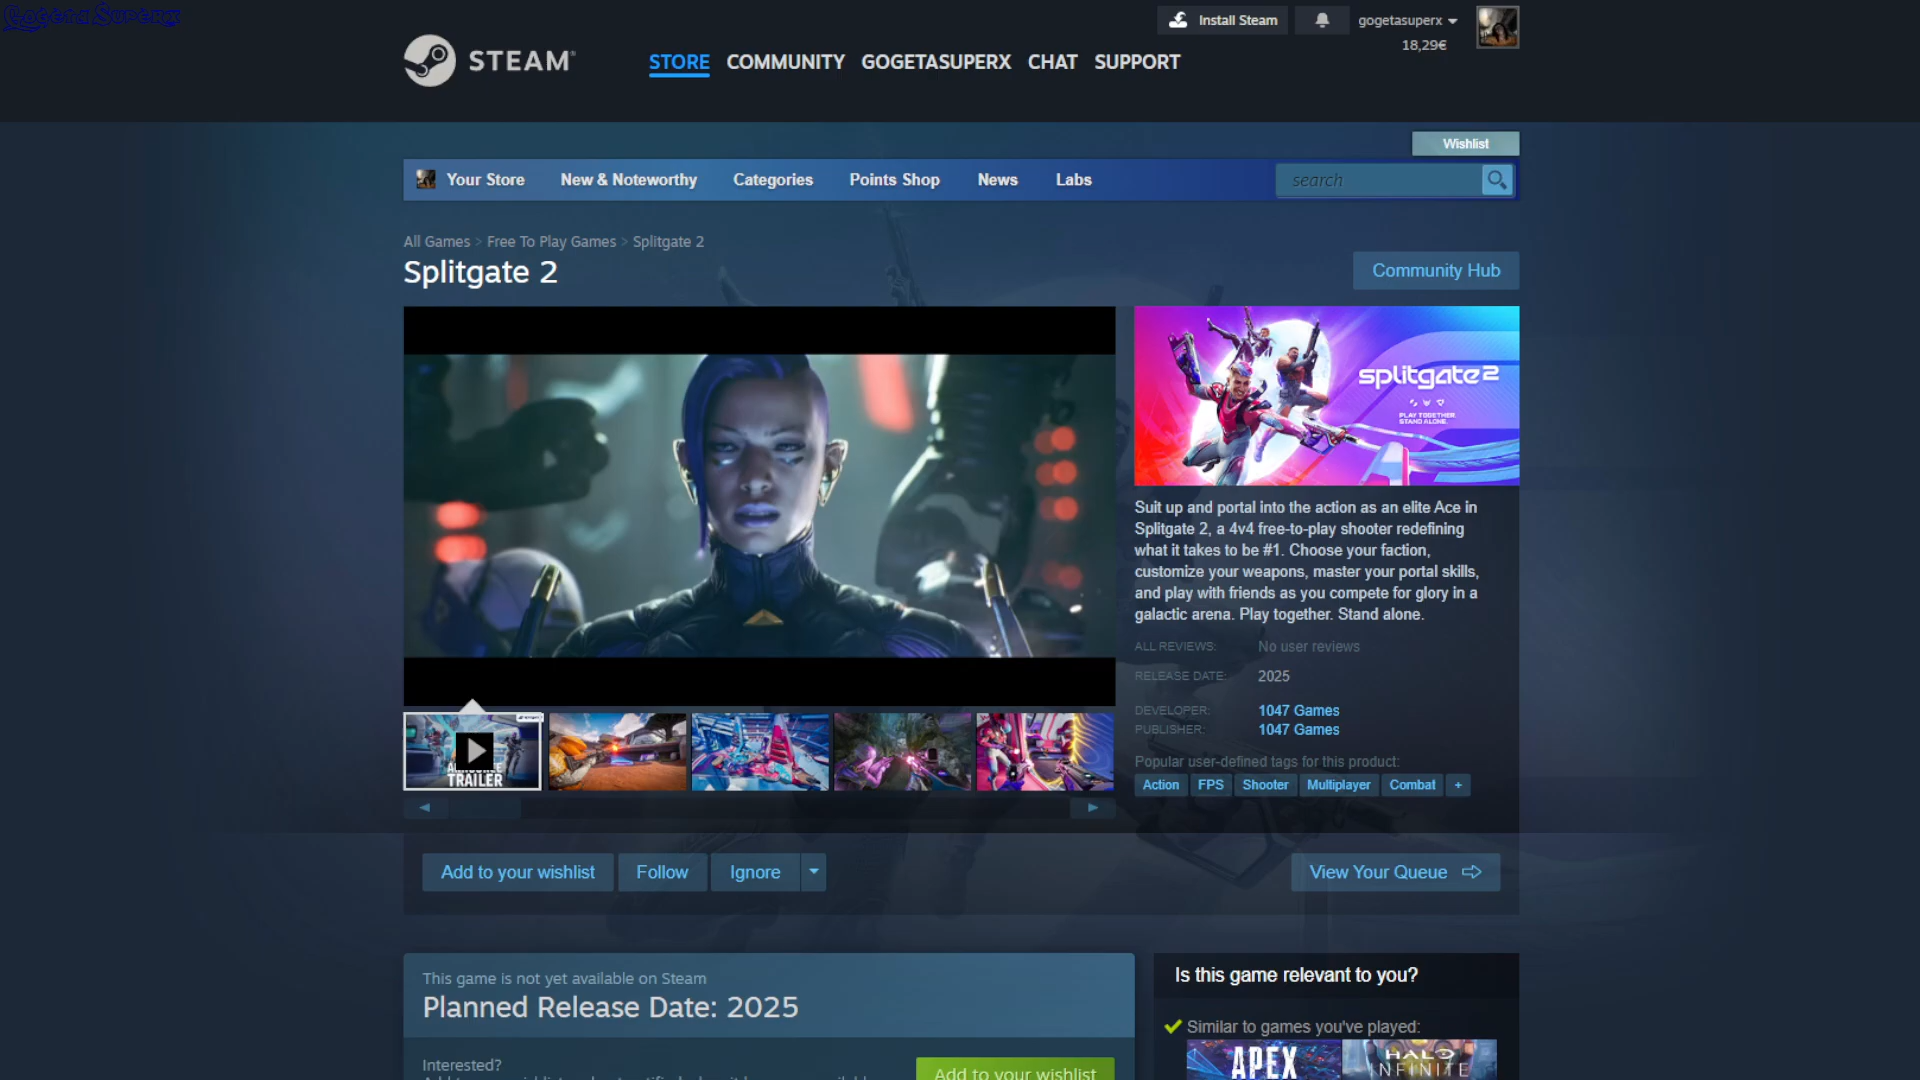 Gogeta Superx
Install Steam
gogetasuperx
18,29€
STEAM®
STORE COMMUNITY GOGETASUPERX CHAT SUPPORT
Wishlist
Your Store New & Noteworthy Categories Points Shop News Labs
search
All Games > Free To Play Games > Splitgate 2
Splitgate 2
Community Hub
splitgate2
PLAY TOGETHER
STAND ALONE.
Suit up and portal into the action as an elite Ace in
Splitgate 2, a 4v4 free-to-play shooter redefining
what it takes to be #1. Choose your faction,
customize your weapons, master your portal skills,
and play with friends as you compete for glory in a
galactic arena. Play together. Stand alone.
ALL REVIEWS: No user reviews
RELEASE DATE: 2025
DEVELOPER: 1047 Games
PUBLISHER: 1047 Games
Popular user-defined tags for this product:
Action FPS Shooter Multiplayer Combat +
TRAILER
Add to your wishlist Follow Ignore
View Your Queue
This game is not yet available on Steam
Planned Release Date: 2025
Interested?
Add to your wishlist
Is this game relevant to you?
Similar to games you've played:
APEX
HALO
INFINITE